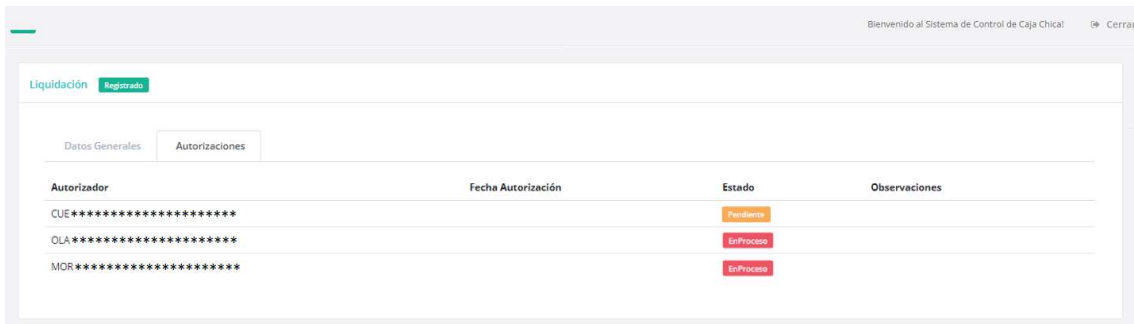 Bienvenido al Sistema de Control de Caja Chica! Cerrar
Liquidación Registrado
Datos Generales Autorizaciones
Autorizador Fecha Autorización Estado Observaciones
CUE********************* Pendiente
OLA********************* EnProceso
MOR********************* EnProceso